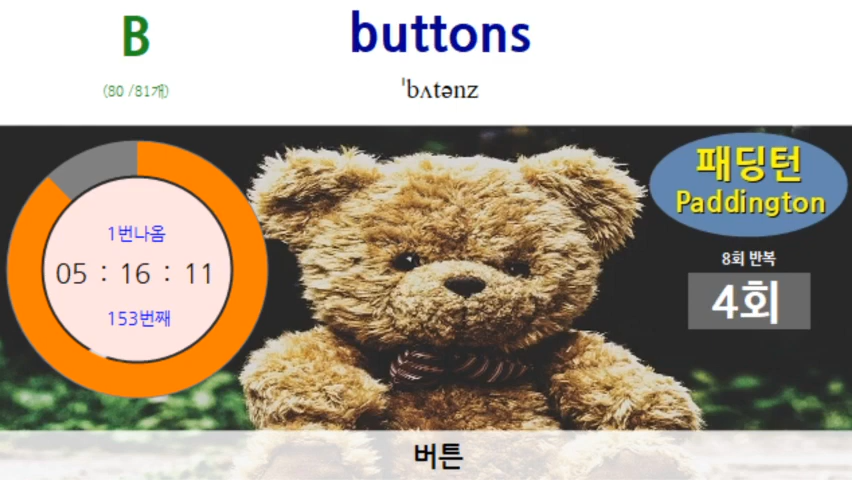 B
buttons
(80 /81개)
ˈbʌtənz
패딩턴
Paddington
1번나옴
05 : 16 : 11
153번째
8회 반복
4회
버튼